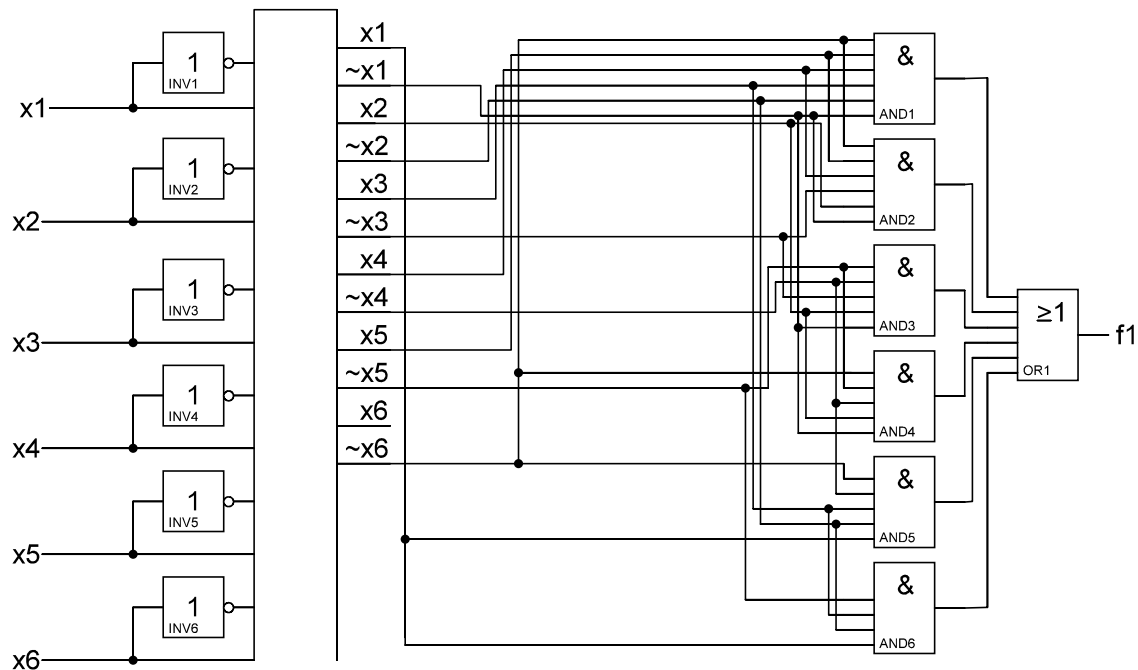 x1
1
INV1
x2
1
INV2
x3
1
INV3
x4
1
INV4
x5
1
INV5
x6
1
INV6
x1
~x1
x2
~x2
x3
~x3
x4
~x4
x5
~x5
x6
~x6
&
AND1
&
AND2
&
AND3
&
AND4
&
AND5
&
AND6
≥1
OR1
f1